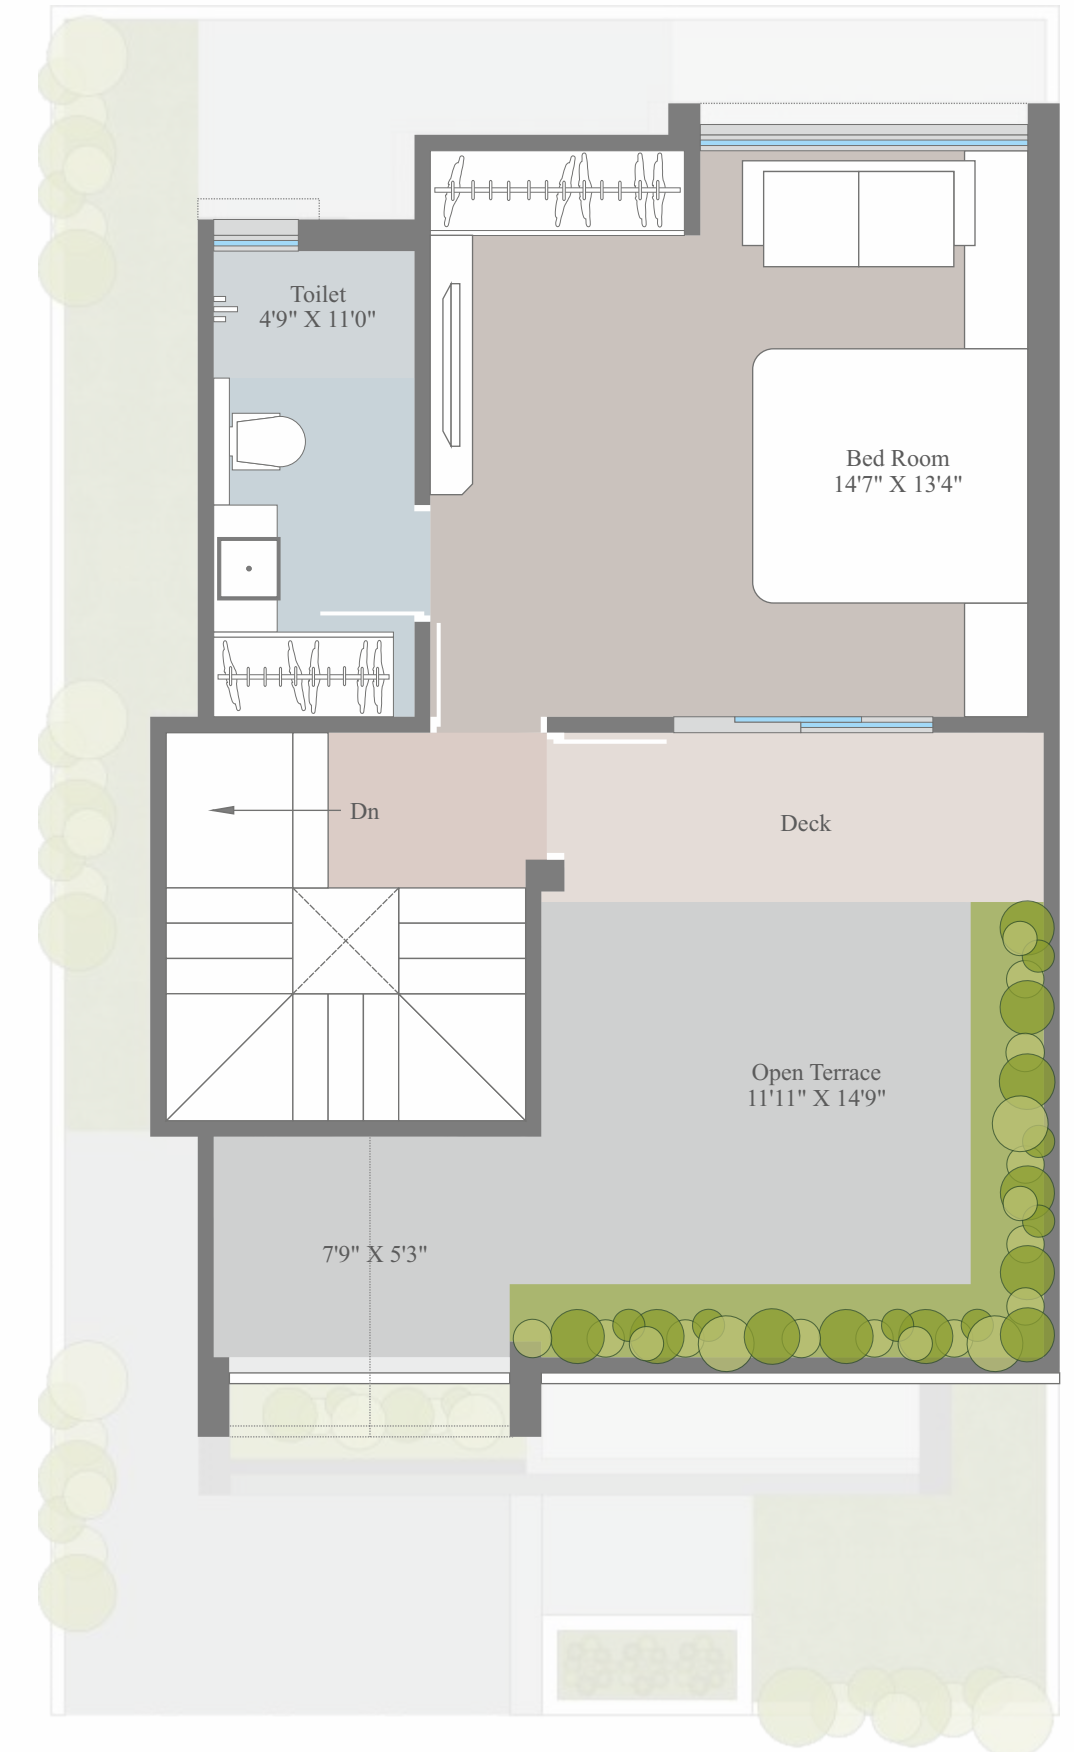 Toilet
4'9" X 11'0"
Bed Room
14'7" X 13'4"
Dn
Deck
Open Terrace
11'11" X 14'9"
7'9" X 5'3"